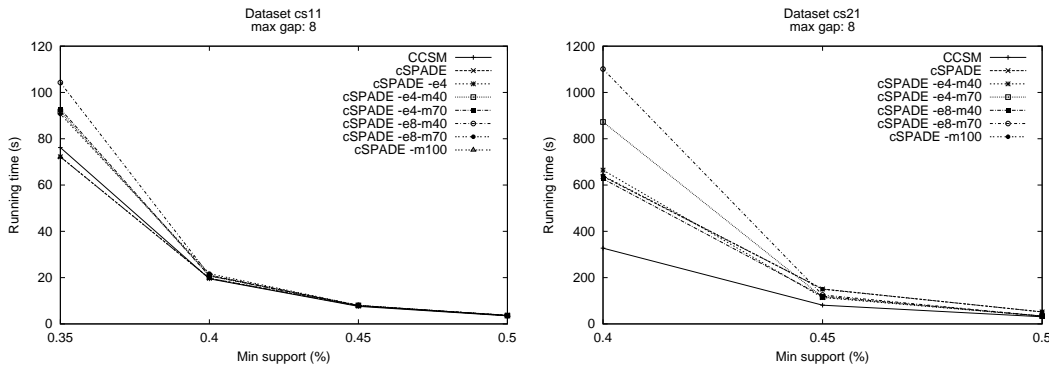 Dataset cs11
max gap: 8
120
100
80
60
40
20
0
Running time (s)
CCSM
cSPADE
cSPADE -e4
cSPADE -e4-m40
cSPADE -e4-m70
cSPADE -e8-m40
cSPADE -e8-m70
cSPADE -m100
0.35
0.4
0.45
0.5
Min support (%)
Dataset cs21
max gap: 8
1200
1000
800
600
400
200
0
Running time (s)
CCSM
cSPADE
cSPADE -e4-m40
cSPADE -e4-m70
cSPADE -e8-m40
cSPADE -e8-m70
cSPADE -m100
0.4
0.45
0.5
Min support (%)